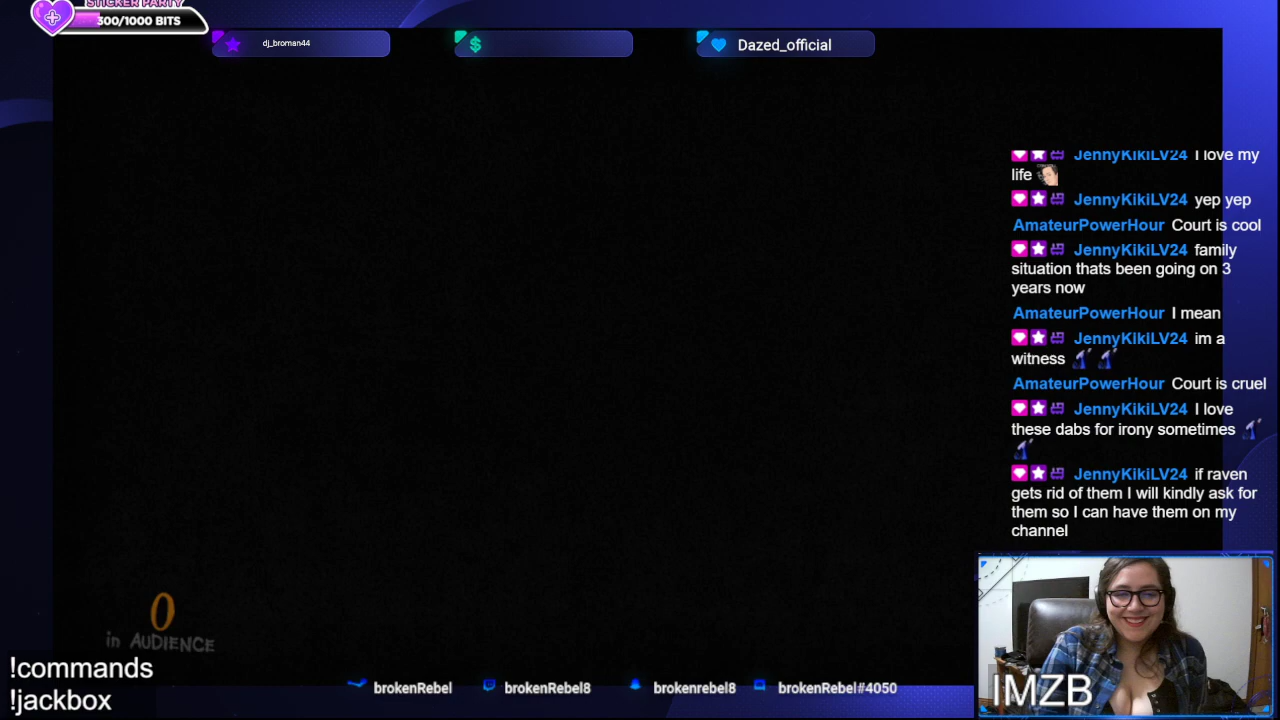 STICKER PARTY
300/1000 BITS
dj_broman44
$
Dazed_official
JennyKikiLV24 I love my
life
JennyKikiLV24 yep yep
AmateurPowerHour Court is cool
JennyKikiLV24 family
situation thats been going on 3
years now
AmateurPowerHour I mean
JennyKikiLV24 im a
witness
AmateurPowerHour Court is cruel
JennyKikiLV24 I love
these dabs for irony sometimes
JennyKikiLV24 if raven
gets rid of them I will kindly ask for
them so I can have them on my
channel
0
in AUDIENCE
!commands
!jackbox
brokenRebel
brokenRebel8
brokenrebel8
brokenRebel#4050
IMZB